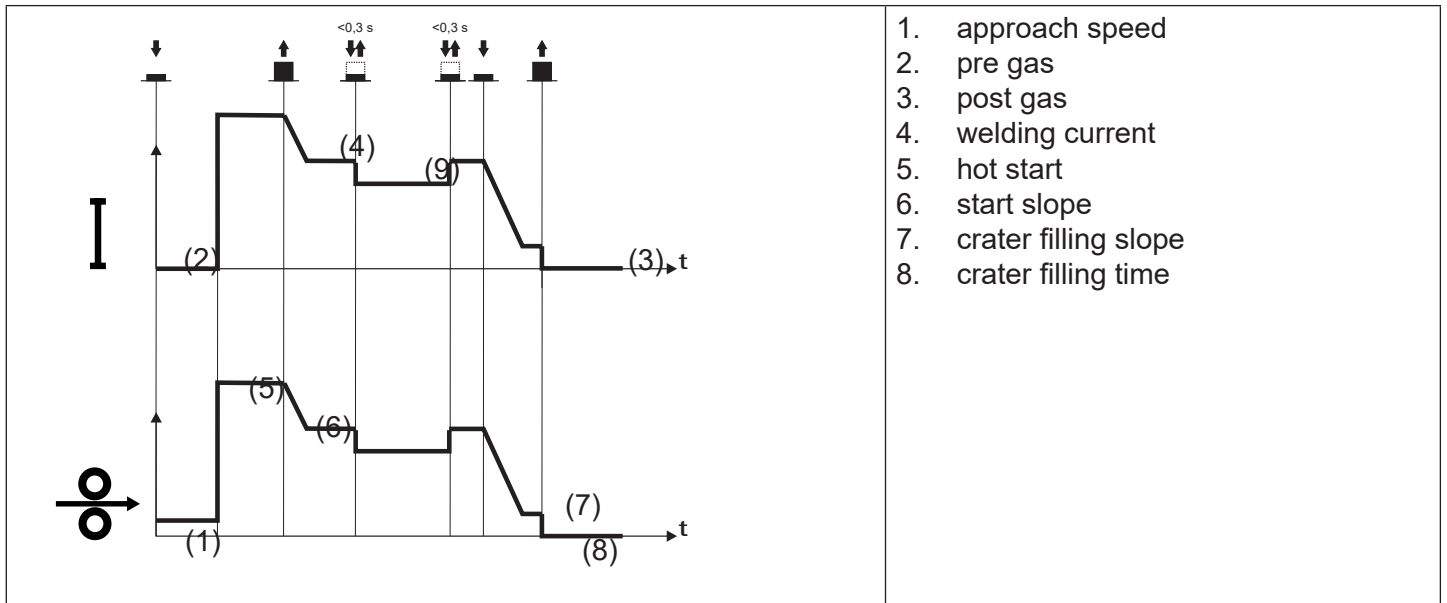 <0,3 s <0,3 s
(4)
(9)
(2)
(3)
t
(5)
(6)
(7)
(1)
(8)
t
1. approach speed
2. pre gas
3. post gas
4. welding current
5. hot start
6. start slope
7. crater filling slope
8. crater filling time